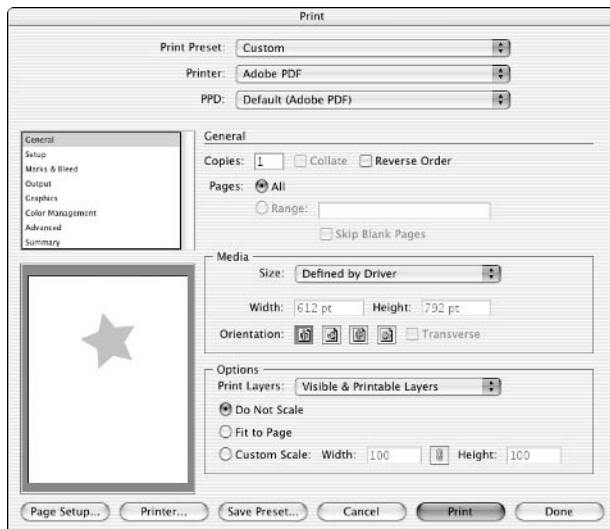 Print
Print Preset: Custom
Printer: Adobe PDF
PPD: Default (Adobe PDF)
General
Setup
Marks & Bleed
Output
Graphics
Color Management
Advanced
Summary
General
Copies: 1 Collate Reverse Order
Pages: All
Range:
Skip Blank Pages
Media
Size: Defined by Driver
Width: 612 pt Height: 792 pt
Orientation: Transverse
Options
Print Layers: Visible & Printable Layers
Do Not Scale
Fit to Page
Custom Scale: Width: 100 Height: 100
Page Setup... Printer... Save Preset... Cancel Print Done